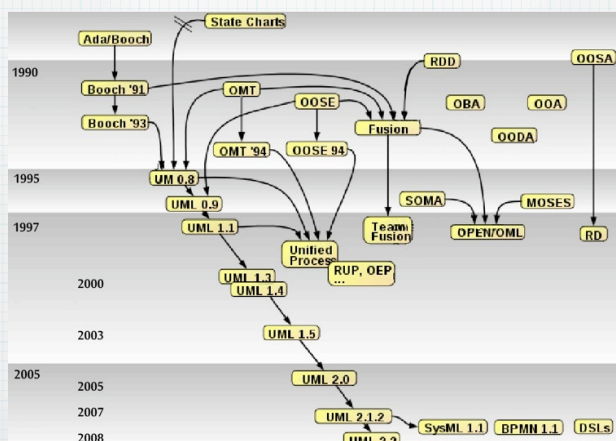 State Charts
Ada/Booch
OOSA
RDD
1990
Booch '91
OMT
OOSE
OBA
OOA
Booch '93
Fusion
OODA
OMT '94
OOSE 94
1995
UM 0.8
UML 0.9
SOMA
MOSES
1997
UML 1.1
Team
Fusion
OPEN/OML
RD
Unified
Process
RUP, OEP
...
UML 1.3
2000
UML 1.4
2003
UML 1.5
2005
UML 2.0
2005
2007
UML 2.1.2
SysML 1.1
BPMN 1.1
DSLs
2008